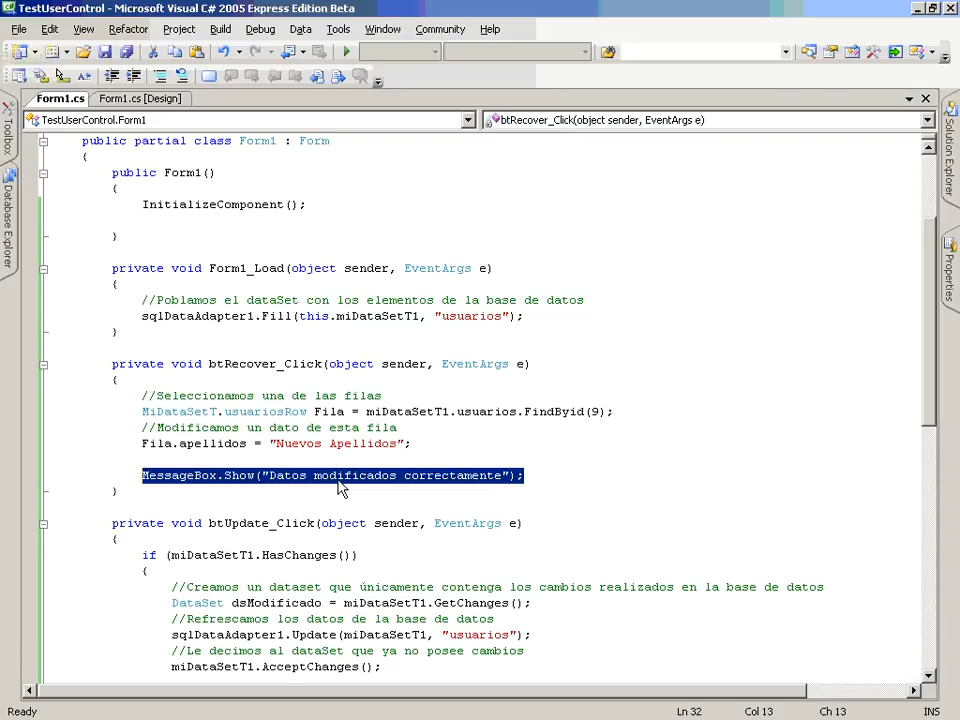 TestUserControl - Microsoft Visual C# 2005 Express Edition Beta
File Edit View Refactor Project Build Debug Data Tools Window Community Help
Form1.cs Form1.cs [Design]
TestUserControl.Form1 btRecover_Click(object sender, EventArgs e)
Toolbox
Database Explorer
Solution Explorer
Properties
public partial class Form1 : Form
{
public Form1()
{
InitializeComponent();
}
private void Form1_Load(object sender, EventArgs e)
{
//Poblamos el dataSet con los elementos de la base de datos
sqlDataAdapter1.Fill(this.miDataSetT1, "usuarios");
}
private void btRecover_Click(object sender, EventArgs e)
{
//Seleccionamos una de las filas
MiDataSetT.usuariosRow Fila = miDataSetT1.usuarios.FindByid(9);
//Modificamos un dato de esta fila
Fila.apellidos = "Nuevos Apellidos";
MessageBox.Show("Datos modificados correctamente");
}
private void btUpdate_Click(object sender, EventArgs e)
{
if (miDataSetT1.HasChanges())
{
//Creamos un dataset que únicamente contenga los cambios realizados en la base de datos
DataSet dsModificado = miDataSetT1.GetChanges();
//Refrescamos los datos de la base de datos
sqlDataAdapter1.Update(miDataSetT1, "usuarios");
//Le decimos al dataSet que ya no posee cambios
miDataSetT1.AcceptChanges();
Ready Ln 32 Col 13 Ch 13 INS